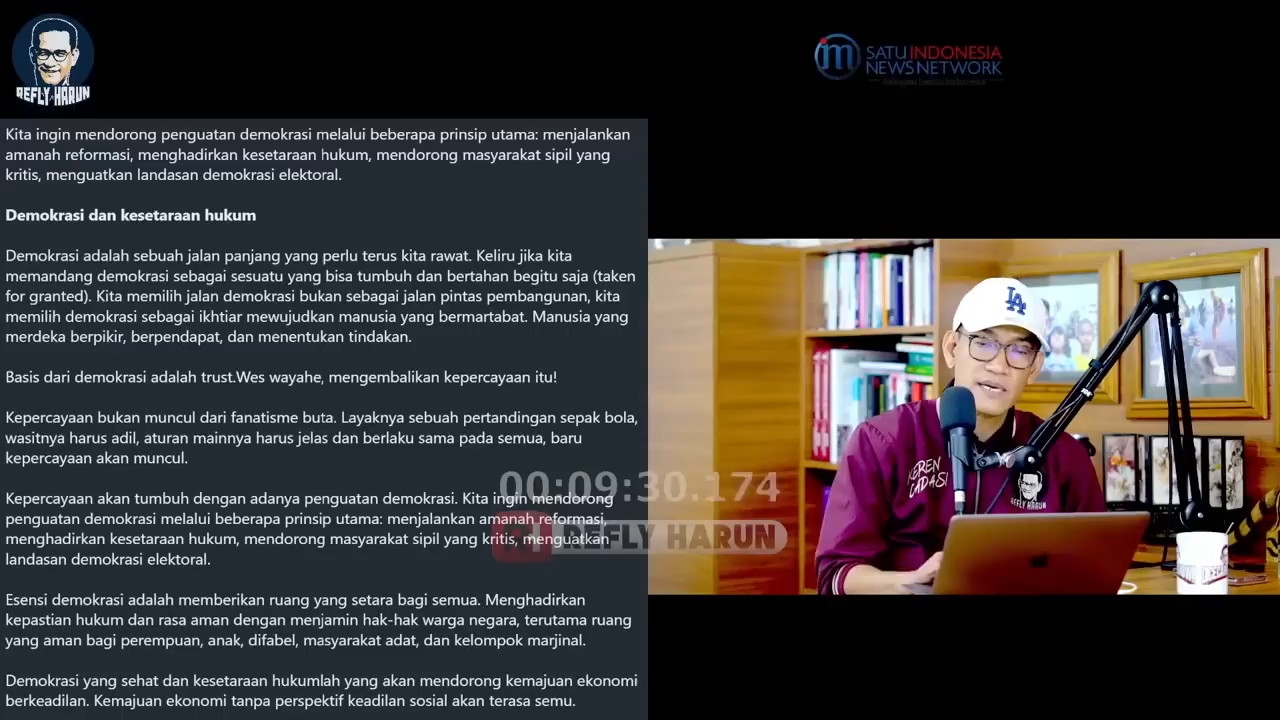 REFLY HARUN
SATU INDONESIA
NEWS NETWORK
Kita ingin mendorong penguatan demokrasi melalui beberapa prinsip utama: menjalankan
amanah reformasi, menghadirkan kesetaraan hukum, mendorong masyarakat sipil yang
kritis, menguatkan landasan demokrasi elektoral.
Demokrasi dan kesetaraan hukum
Demokrasi adalah sebuah jalan panjang yang perlu terus kita rawat. Keliru jika kita
memandang demokrasi sebagai sesuatu yang bisa tumbuh dan bertahan begitu saja (taken
for granted). Kita memilih jalan demokrasi bukan sebagai jalan pintas pembangunan, kita
memilih demokrasi sebagai ikhtiar mewujudkan manusia yang bermartabat. Manusia yang
merdeka berpikir, berpendapat, dan menentukan tindakan.
Basis dari demokrasi adalah trust.Wes wayahe, mengembalikan kepercayaan itu!
Kepercayaan bukan muncul dari fanatisme buta. Layaknya sebuah pertandingan sepak bola,
wasitnya harus adil, aturan mainnya harus jelas dan berlaku sama pada semua, baru
kepercayaan akan muncul.
Kepercayaan akan tumbuh dengan adanya penguatan demokrasi. Kita ingin mendorong
penguatan demokrasi melalui beberapa prinsip utama: menjalankan amanah reformasi,
menghadirkan kesetaraan hukum, mendorong masyarakat sipil yang kritis, menguatkan
landasan demokrasi elektoral.
Esensi demokrasi adalah memberikan ruang yang setara bagi semua. Menghadirkan
kepastian hukum dan rasa aman dengan menjamin hak-hak warga negara, terutama ruang
yang aman bagi perempuan, anak, difabel, masyarakat adat, dan kelompok marjinal.
Demokrasi yang sehat dan kesetaraan hukumlah yang akan mendorong kemajuan ekonomi
berkeadilan. Kemajuan ekonomi tanpa perspektif keadilan sosial akan terasa semu.
00:09:30.174
REFLY HARUN
LA
KEREN
CADAS!
REFLY HARUN